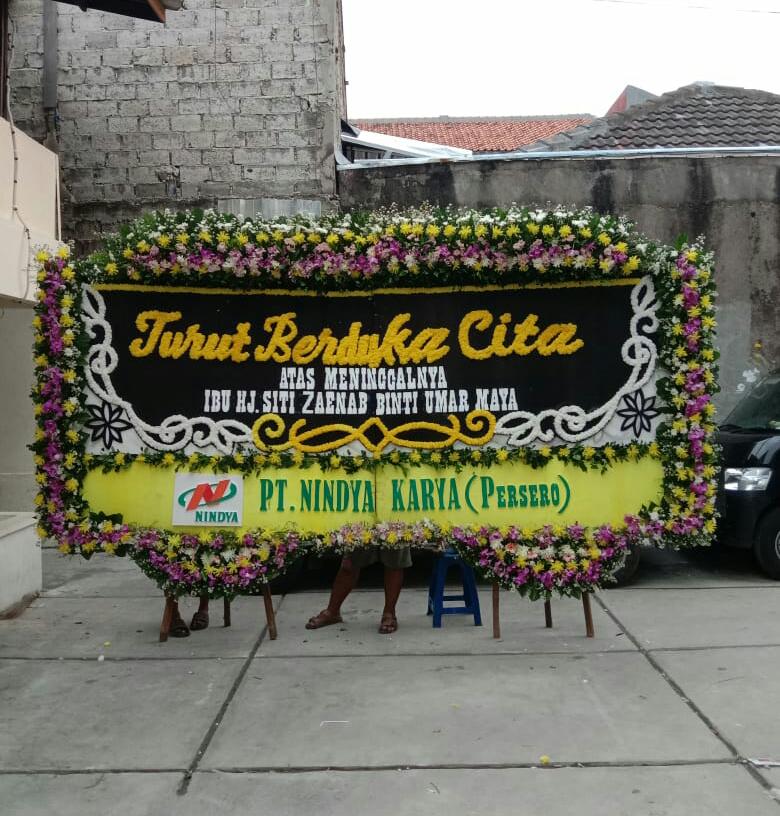 Turut Berduka Cita
ATAS MENINGGALNYA
IBU HJ. SITI ZAENAB BINTI UMAR MAYA
NINDYA
PT. NINDYA KARYA (PERSERO)